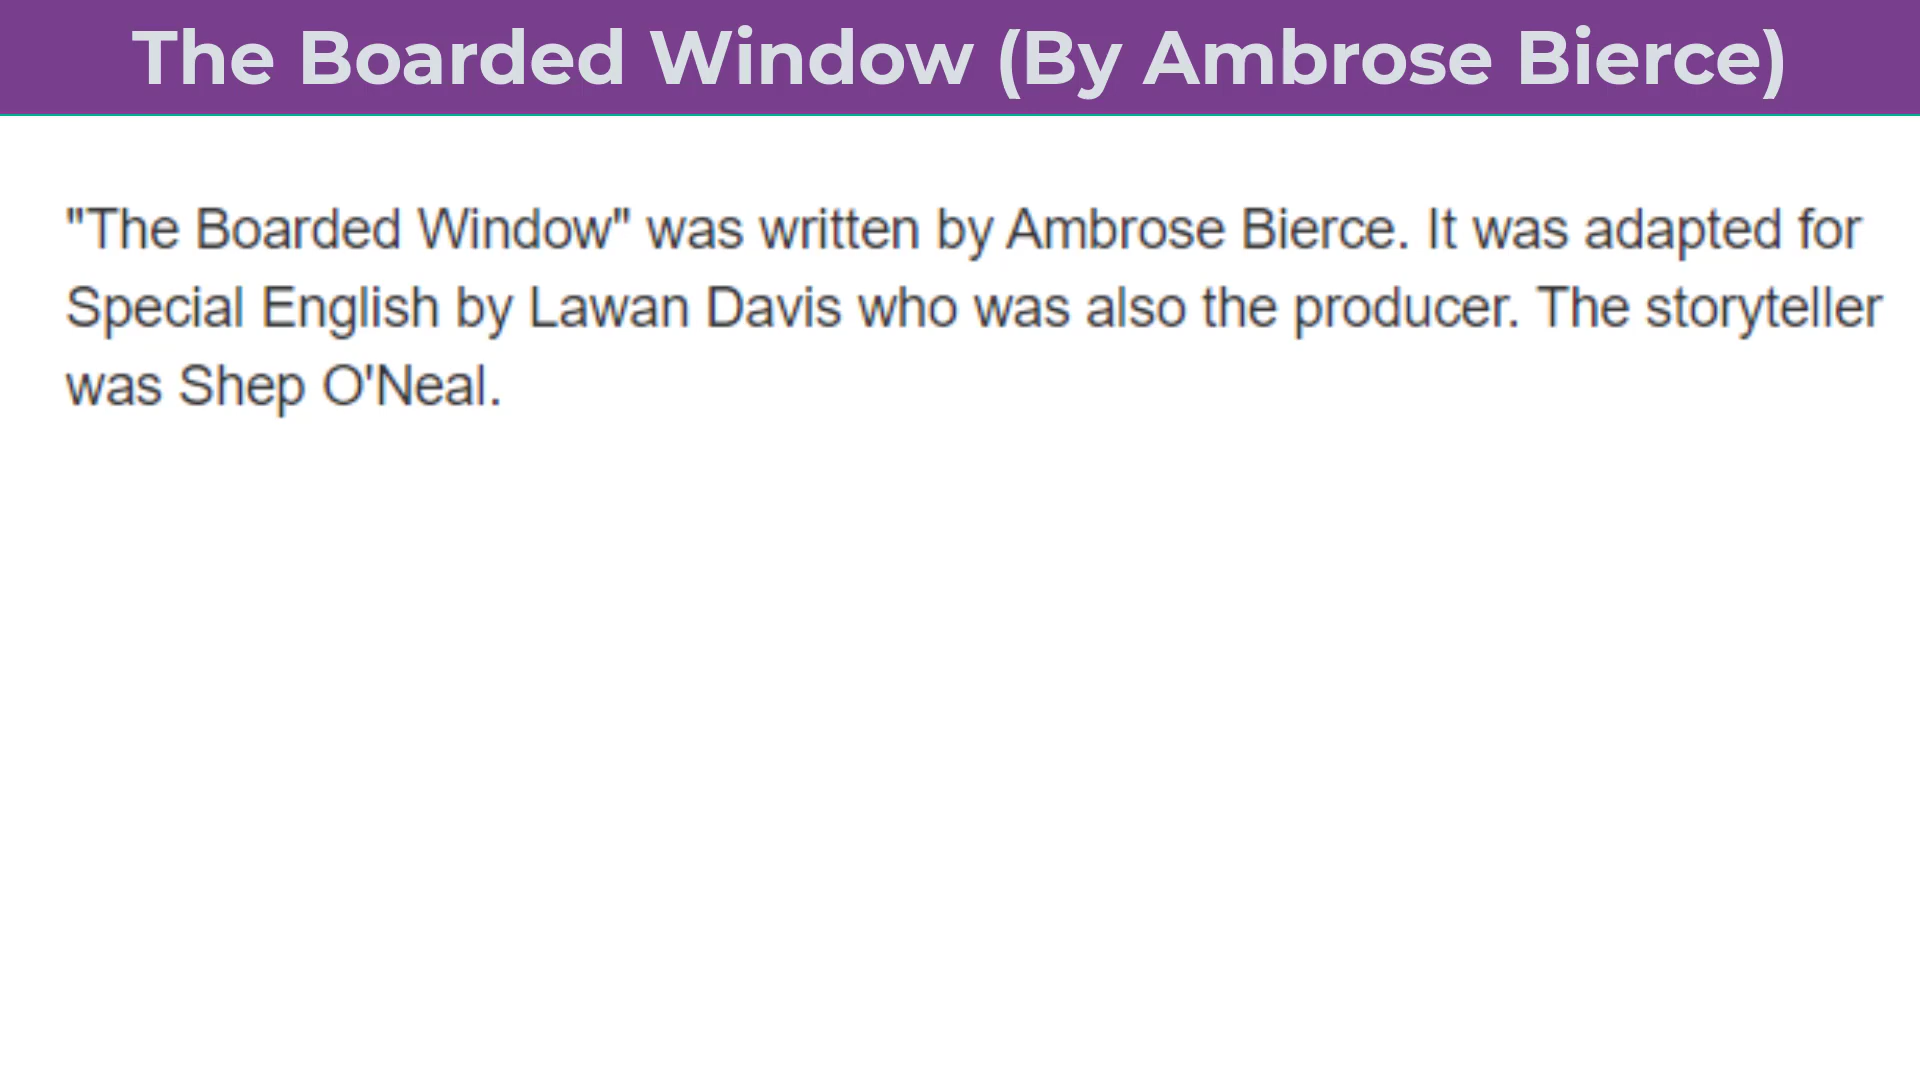 The Boarded Window (By Ambrose Bierce)
"The Boarded Window" was written by Ambrose Bierce. It was adapted for
Special English by Lawan Davis who was also the producer. The storyteller
was Shep O'Neal.